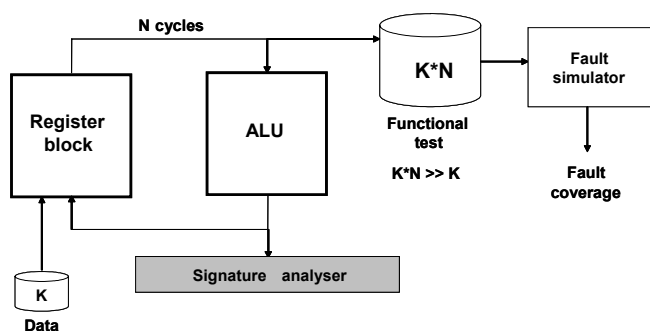 N cycles
Register
block
ALU
K*N
Functional
test
K*N >> K
Fault
simulator
Fault
coverage
Signature analyser
K
Data